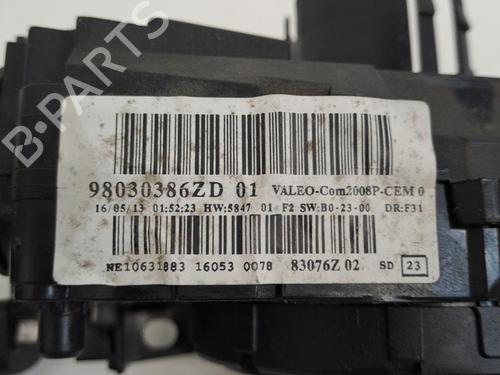 98030386ZD 01 VALEO-Com2008P-CEM 0
16/05/13 01:52:23 HW:5847 01 F2 SW:B0-23-00 DR:F31
NE10631883 16053 0078 83076Z 02 SD 23
B-PARTS